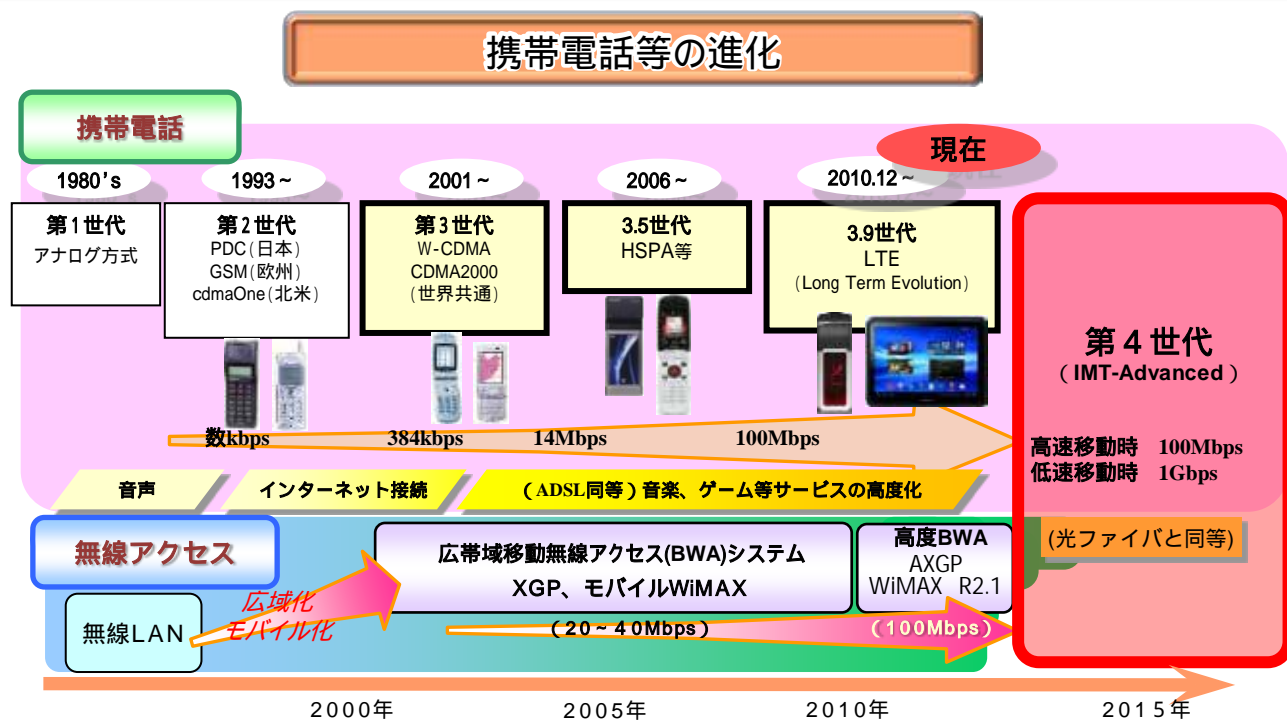 携帯電話等の進化
携帯電話
現在
1980's
1993～
2001～
2006～
2010.12～
第1世代
アナログ方式
第2世代
PDC(日本)
GSM(欧州)
cdmaOne(北米)
第3世代
W-CDMA
CDMA2000
(世界共通)
3.5世代
HSPA等
3.9世代
LTE
(Long Term Evolution)
第4世代
(IMT-Advanced)
数kbps
384kbps
14Mbps
100Mbps
高速移動時 100Mbps
低速移動時 1Gbps
音声
インターネット接続
(ADSL同等)音楽、ゲーム等サービスの高度化
無線アクセス
広帯域移動無線アクセス(BWA)システム
XGP、モバイルWiMAX
高度BWA
AXGP
WiMAX R2.1
(光ファイバと同等)
無線LAN
広域化
モバイル化
(20～40Mbps)
(100Mbps)
2000年
2005年
2010年
2015年